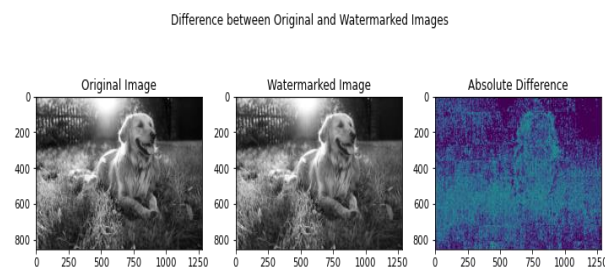 Difference between Original and Watermarked Images
Original Image
Watermarked Image
Absolute Difference
0
200
400
600
800
0 250 500 750 1000 1250
0
200
400
600
800
0 250 500 750 1000 1250
0
200
400
600
800
0 250 500 750 1000 1250